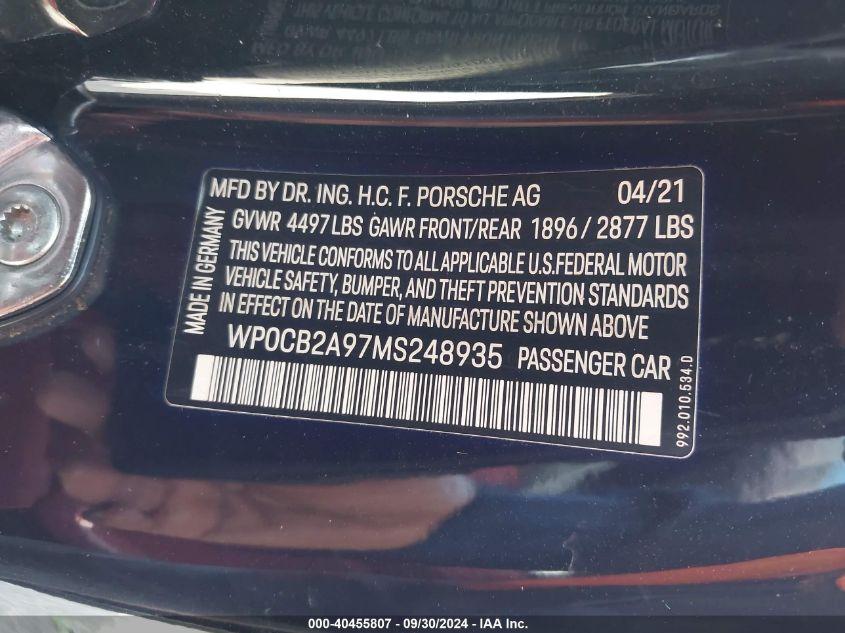 MFD BY DR. ING. H.C. F. PORSCHE AG 04/21
GVWR 4497 LBS GAWR FRONT/REAR 1896 / 2877 LBS
THIS VEHICLE CONFORMS TO ALL APPLICABLE U.S.FEDERAL MOTOR
VEHICLE SAFETY, BUMPER, AND THEFT PREVENTION STANDARDS
IN EFFECT ON THE DATE OF MANUFACTURE SHOWN ABOVE
WP0CB2A97MS248935 PASSENGER CAR
MADE IN GERMANY
992.010.534.D
000-40455807 - 09/30/2024 - IAA Inc.